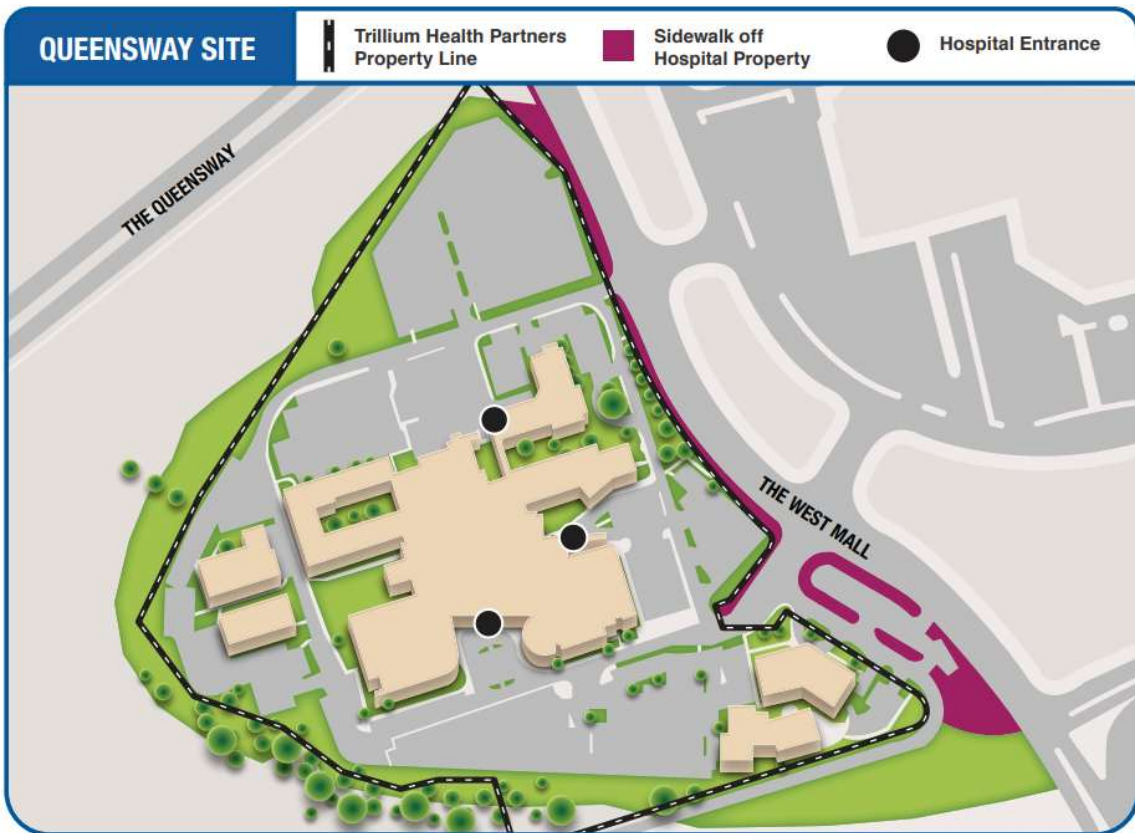 QUEENSWAY SITE
Trillium Health Partners
Property Line
Sidewalk off
Hospital Property
Hospital Entrance
THE QUEENSWAY
THE WEST MALL